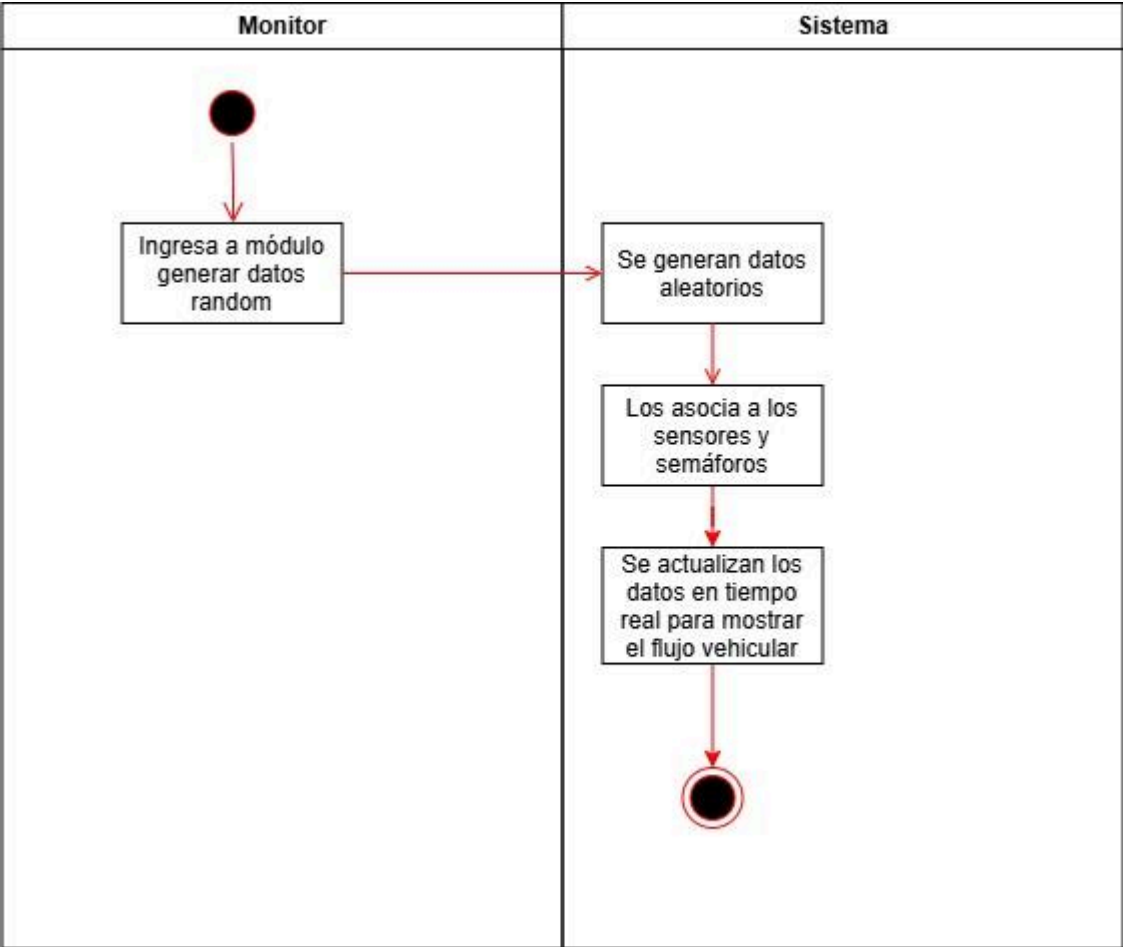 Monitor
Sistema
Ingresa a módulo
generar datos
random
Se generan datos
aleatorios
Los asocia a los
sensores y
semáforos
Se actualizan los
datos en tiempo
real para mostrar
el flujo vehicular